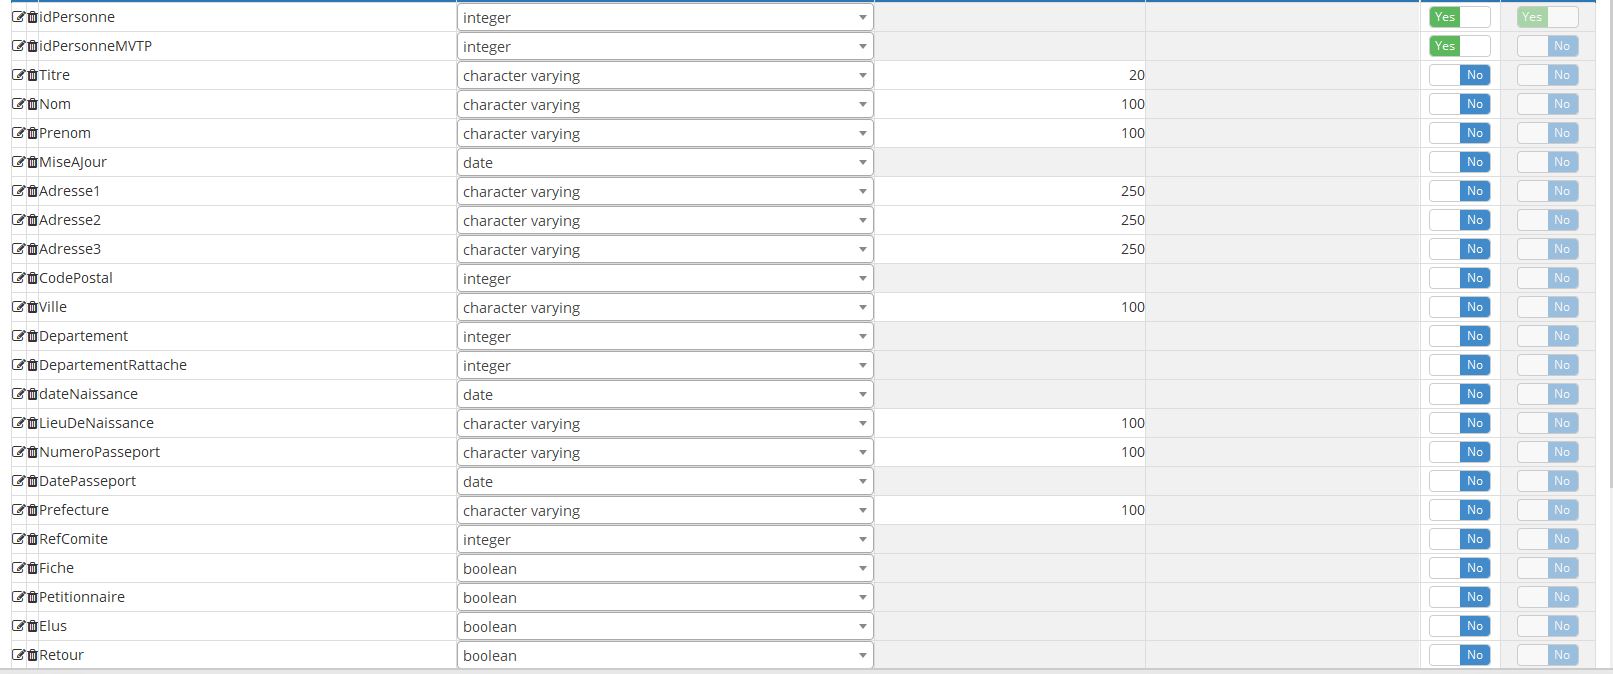 idPersonne integer Yes Yes
idPersonneMVTP integer Yes No
Titre character varying 20 No No
Nom character varying 100 No No
Prenom character varying 100 No No
MiseAJour date No No
Adresse1 character varying 250 No No
Adresse2 character varying 250 No No
Adresse3 character varying 250 No No
CodePostal integer No No
Ville character varying 100 No No
Departement integer No No
DepartementRattache integer No No
dateNaissance date No No
LieuDeNaissance character varying 100 No No
NumeroPasseport character varying 100 No No
DatePasseport date No No
Prefecture character varying 100 No No
RefComite integer No No
Fiche boolean No No
Petitionnaire boolean No No
Elus boolean No No
Retour boolean No No